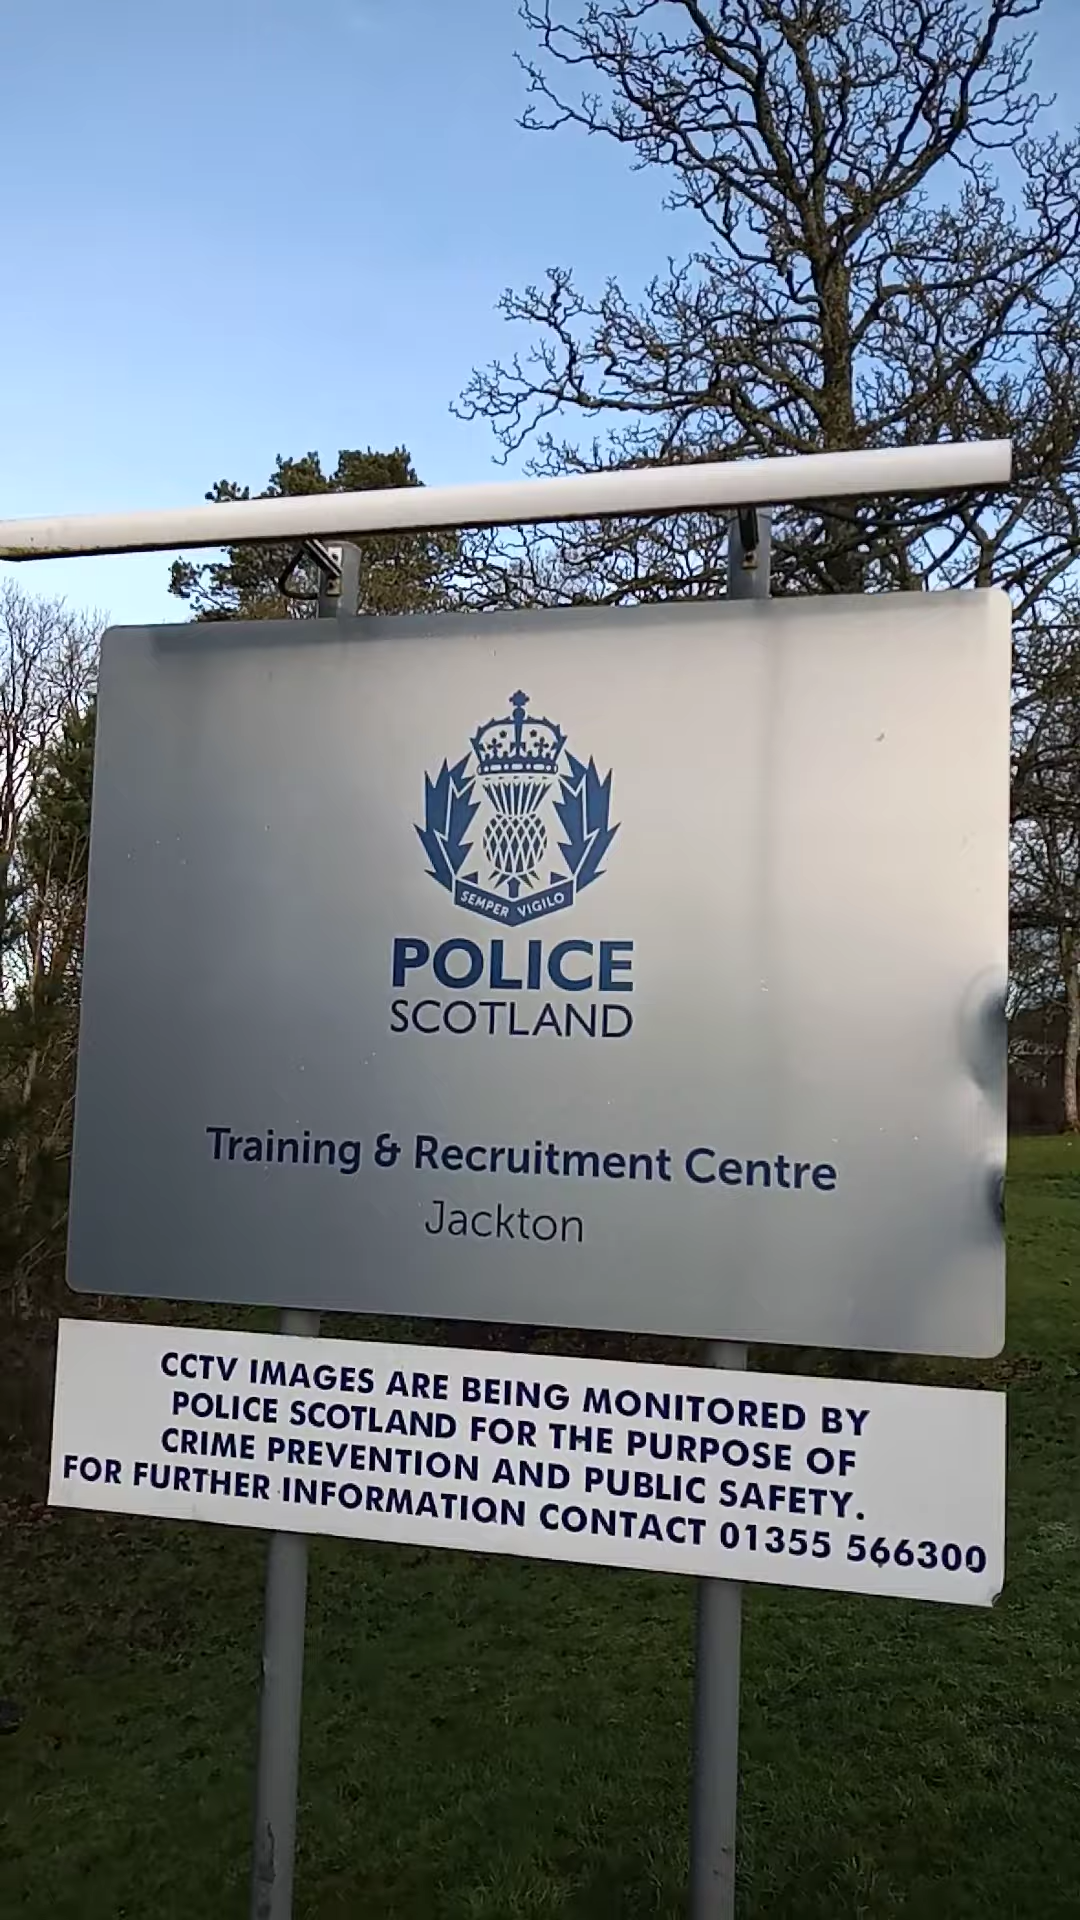 SEMPER VIGILO
POLICE
SCOTLAND
Training & Recruitment Centre
Jackton
CCTV IMAGES ARE BEING MONITORED BY
POLICE SCOTLAND FOR THE PURPOSE OF
CRIME PREVENTION AND PUBLIC SAFETY.
FOR FURTHER INFORMATION CONTACT 01355 566300